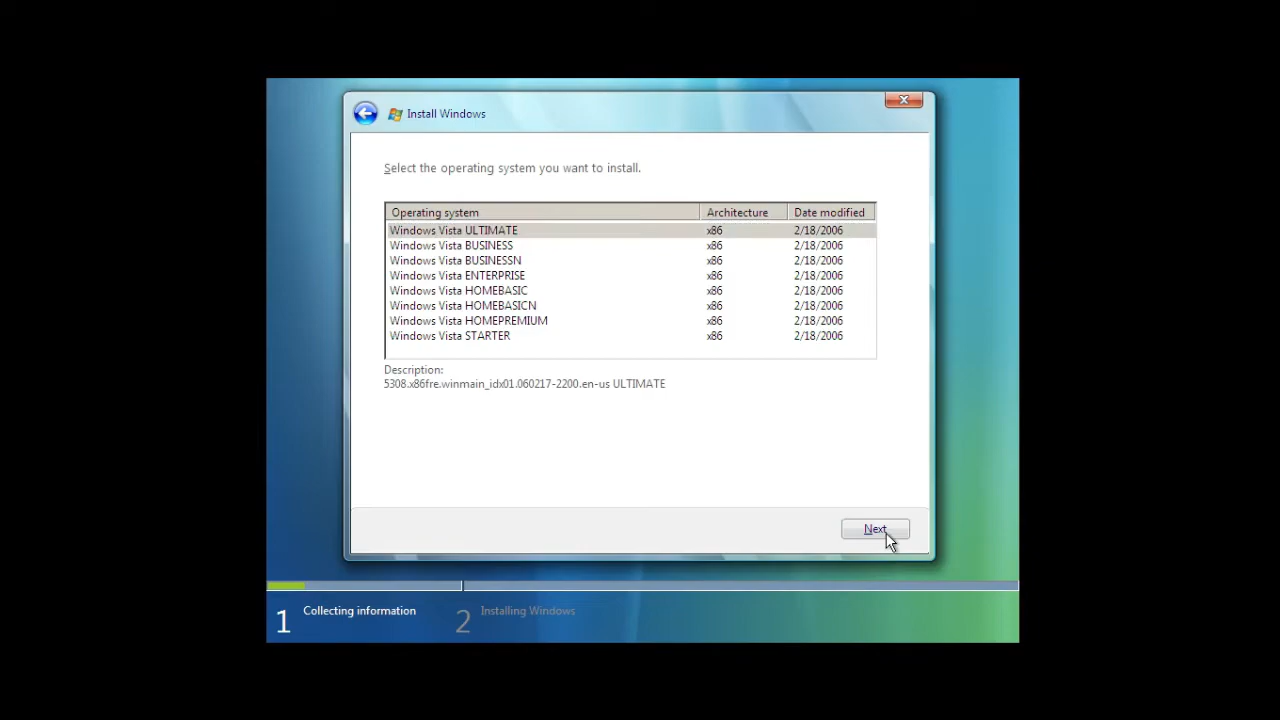 Install Windows
Select the operating system you want to install.
Operating system Architecture Date modified
Windows Vista ULTIMATE x86 2/18/2006
Windows Vista BUSINESS x86 2/18/2006
Windows Vista BUSINESSN x86 2/18/2006
Windows Vista ENTERPRISE x86 2/18/2006
Windows Vista HOMEBASIC x86 2/18/2006
Windows Vista HOMEBASICN x86 2/18/2006
Windows Vista HOMEPREMIUM x86 2/18/2006
Windows Vista STARTER x86 2/18/2006
Description:
5308.x86fre.winmain_idx01.060217-2200.en-us ULTIMATE
Next
1 Collecting information 2 Installing Windows